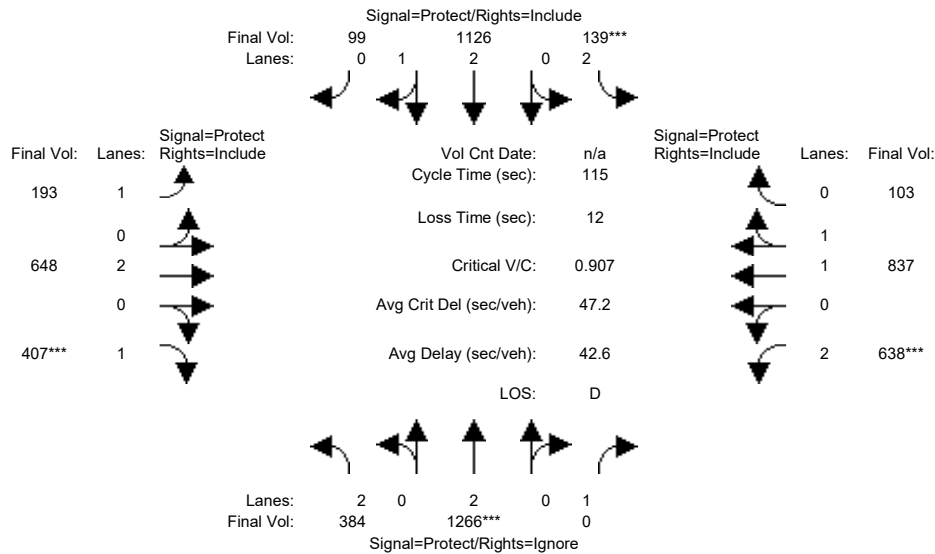 Signal=Protect/Rights=Include
Final Vol: 99 1126 139***
Lanes: 0 1 2 0 2
Signal=Protect
Final Vol: Lanes: Rights=Include
Vol Cnt Date: n/a
Signal=Protect
Rights=Include Lanes: Final Vol:
Cycle Time (sec): 115
193 1
0 103
Loss Time (sec): 12
0
1
648 2
Critical V/C: 0.907
1 837
0
Avg Crit Del (sec/veh): 47.2
0
407*** 1
Avg Delay (sec/veh): 42.6
2 638***
LOS: D
Lanes: 2 0 2 0 1
Final Vol: 384 1266*** 0
Signal=Protect/Rights=Ignore